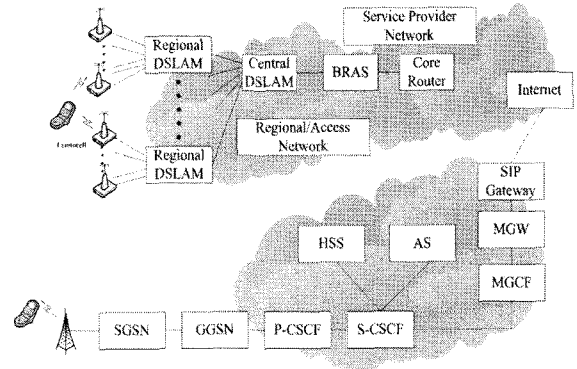 Service Provider
Network
Regional
DSLAM
Central
DSLAM
BRAS
Core
Router
Internet
Femtocell
Regional/Access
Network
Regional
DSLAM
SIP
Gateway
HSS
AS
MGW
MGCF
SGSN
GGSN
P-CSCF
S-CSCF